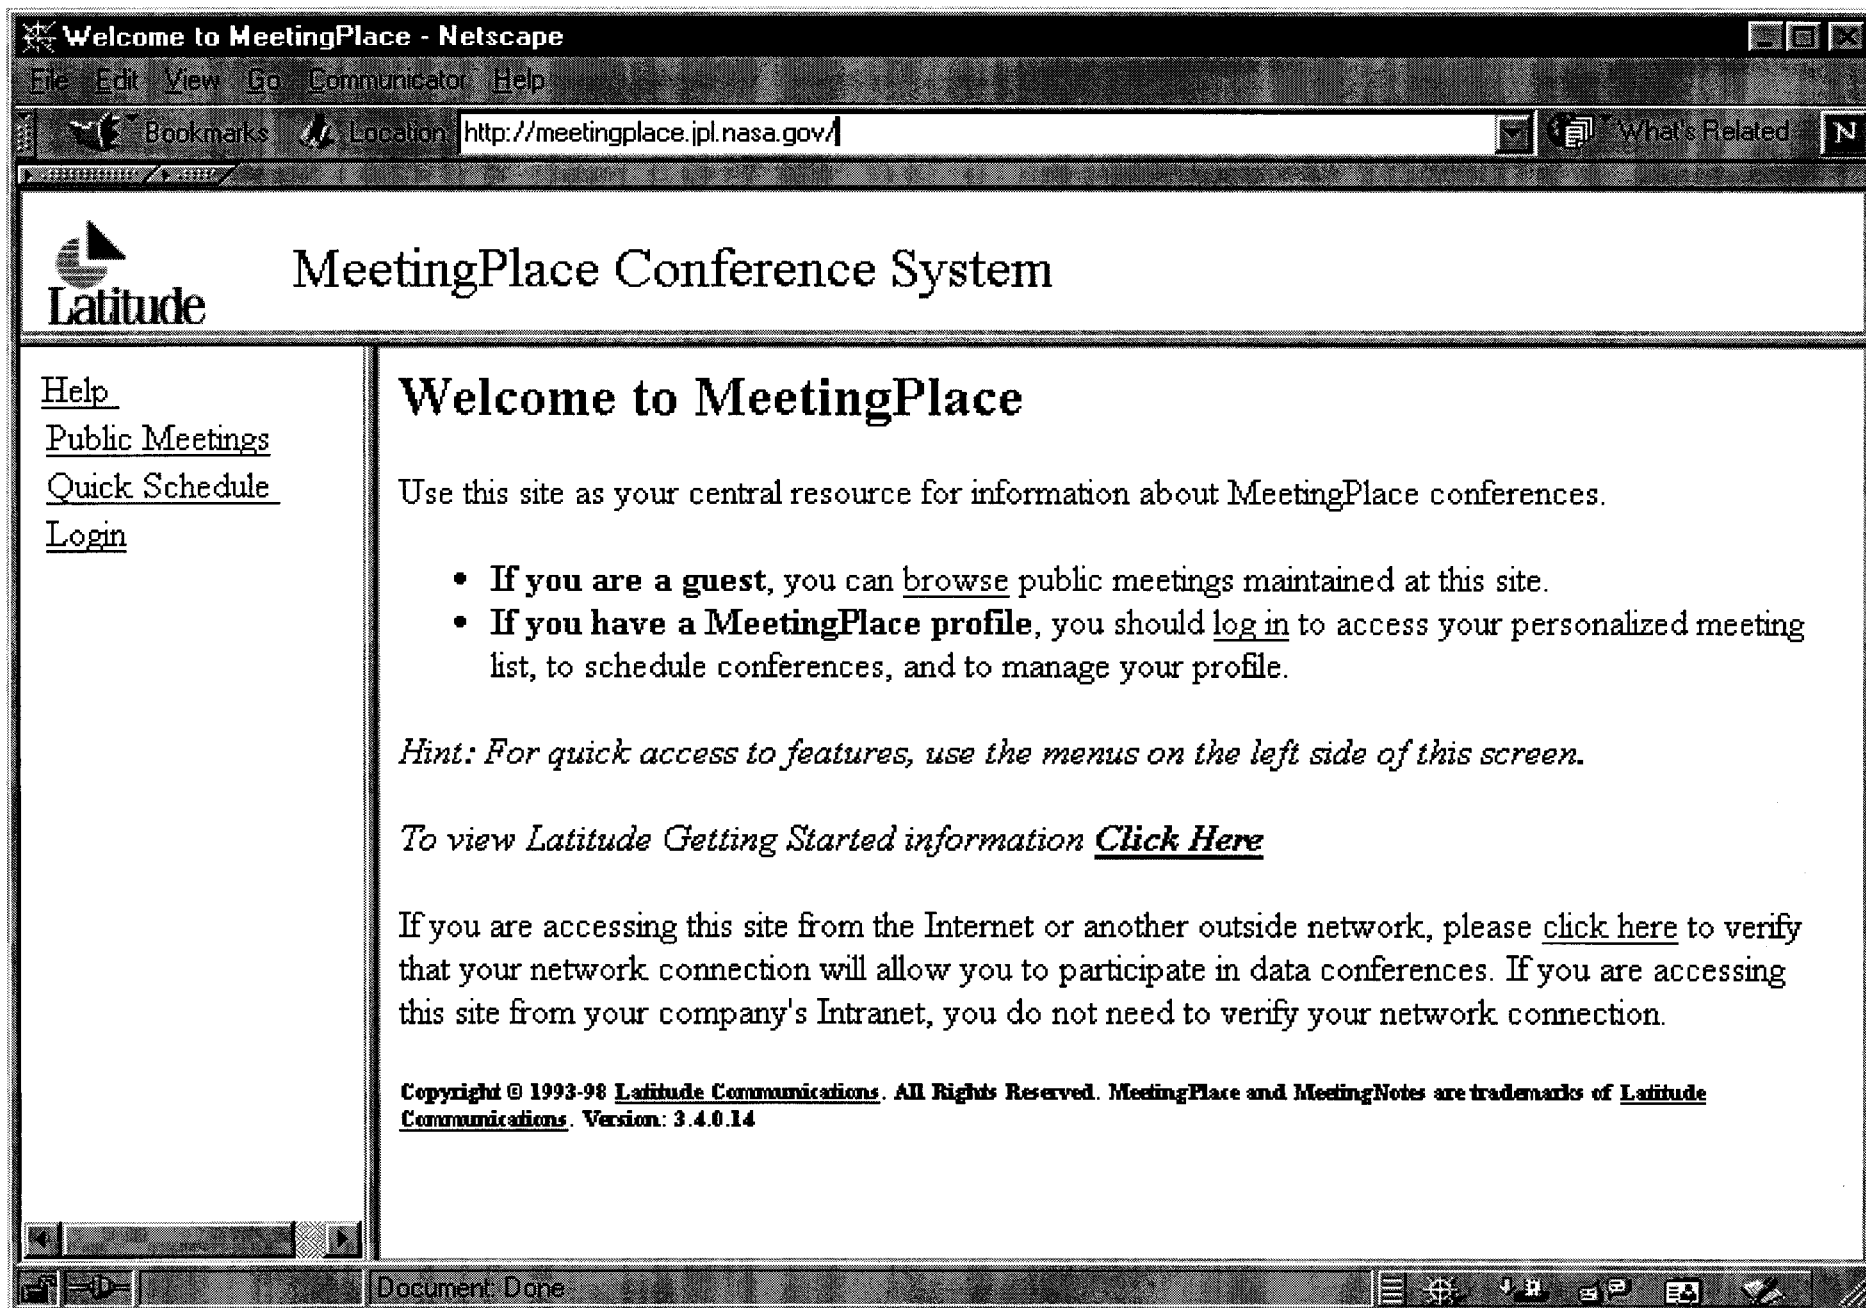 Welcome to MeetingPlace - Netscape
File Edit View Go Communicator Help
Bookmarks Location: http://meetingplace.jpl.nasa.gov/ What's Related N
Latitude
MeetingPlace Conference System
Help
Public Meetings
Quick Schedule
Login
Welcome to MeetingPlace
Use this site as your central resource for information about MeetingPlace conferences.
• If you are a guest, you can browse public meetings maintained at this site.
• If you have a MeetingPlace profile, you should log in to access your personalized meeting
list, to schedule conferences, and to manage your profile.
Hint: For quick access to features, use the menus on the left side of this screen.
To view Latitude Getting Started information Click Here
If you are accessing this site from the Internet or another outside network, please click here to verify
that your network connection will allow you to participate in data conferences. If you are accessing
this site from your company's Intranet, you do not need to verify your network connection.
Copyright © 1993-98 Latitude Communications. All Rights Reserved. MeetingPlace and MeetingNotes are trademarks of Latitude
Communications. Version: 3.4.0.14
Document: Done